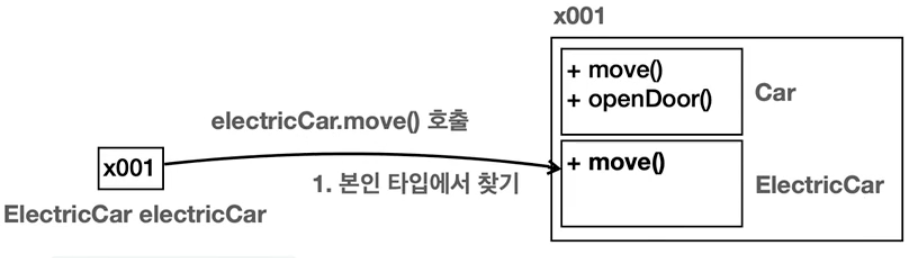 x001
+ move()
+ openDoor()
Car
electricCar.move() 호출
x001
1. 본인 타입에서 찾기
+ move()
ElectricCar
ElectricCar electricCar